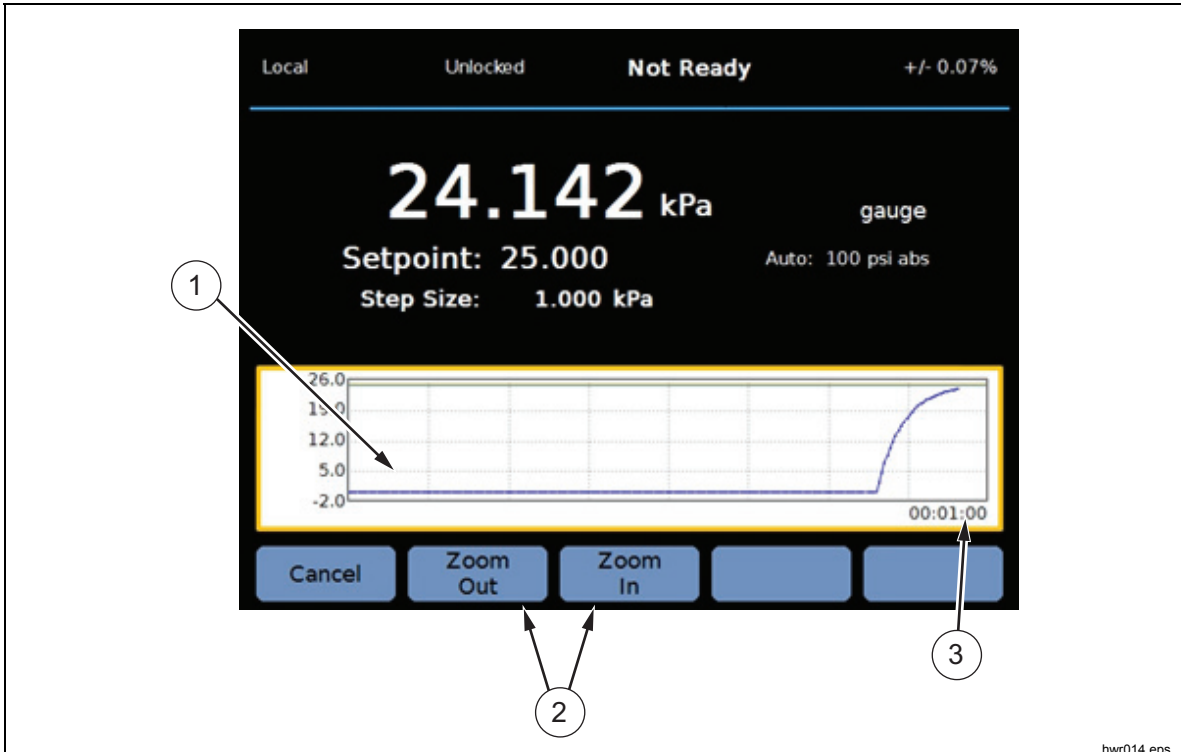 Local Unlocked Not Ready +/- 0.07%
24.142 kPa gauge
Setpoint: 25.000 Auto: 100 psi abs
Step Size: 1.000 kPa
1
26.0
19.0
12.0
5.0
-2.0
00:01:00
Cancel Zoom Out Zoom In
3
2
hwr014.eps